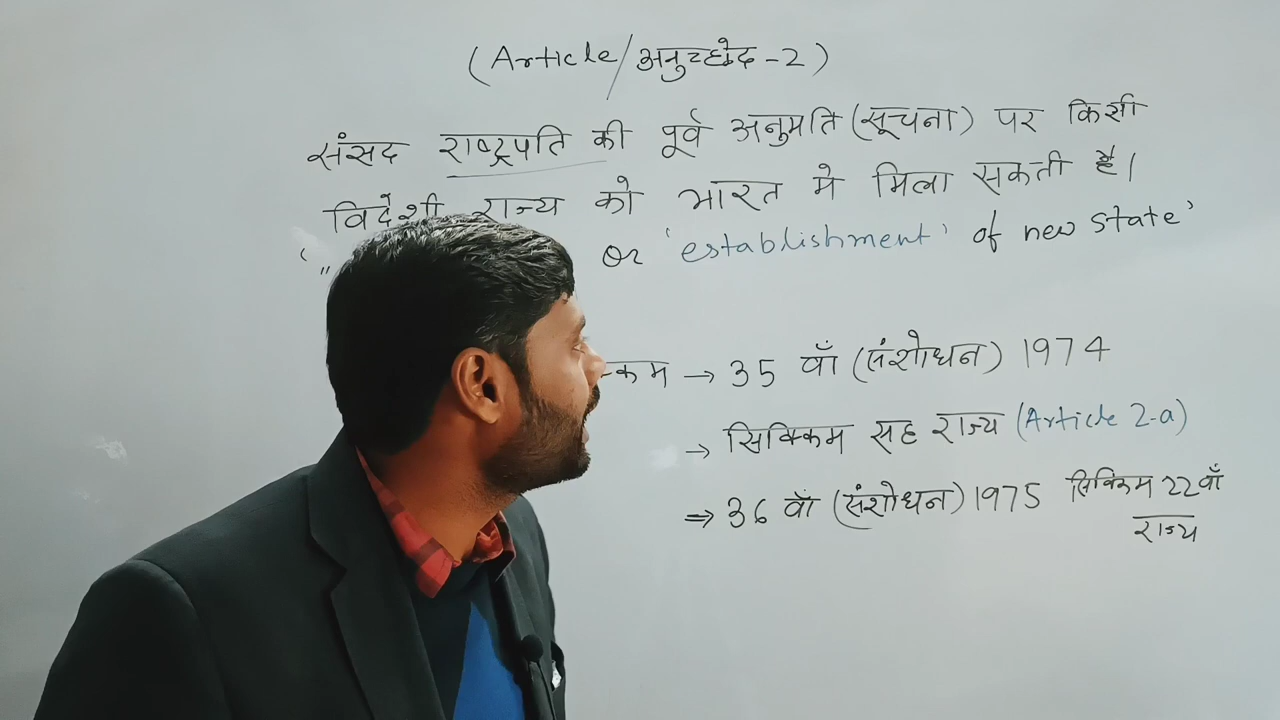 (Article/अनुच्छेद-2)
संसद राष्ट्रपति की पूर्व अनुमति (सूचना) पर किसी
विदेशी राज्य को भारत मे मिला सकती है।
or 'establishment' of new state'
→ 35 वाँ (संशोधन) 1974
→ सिक्किम सह राज्य (Article 2-a)
⇒ 36 वाँ (संशोधन) 1975 सिक्किम 22वाँ
राज्य